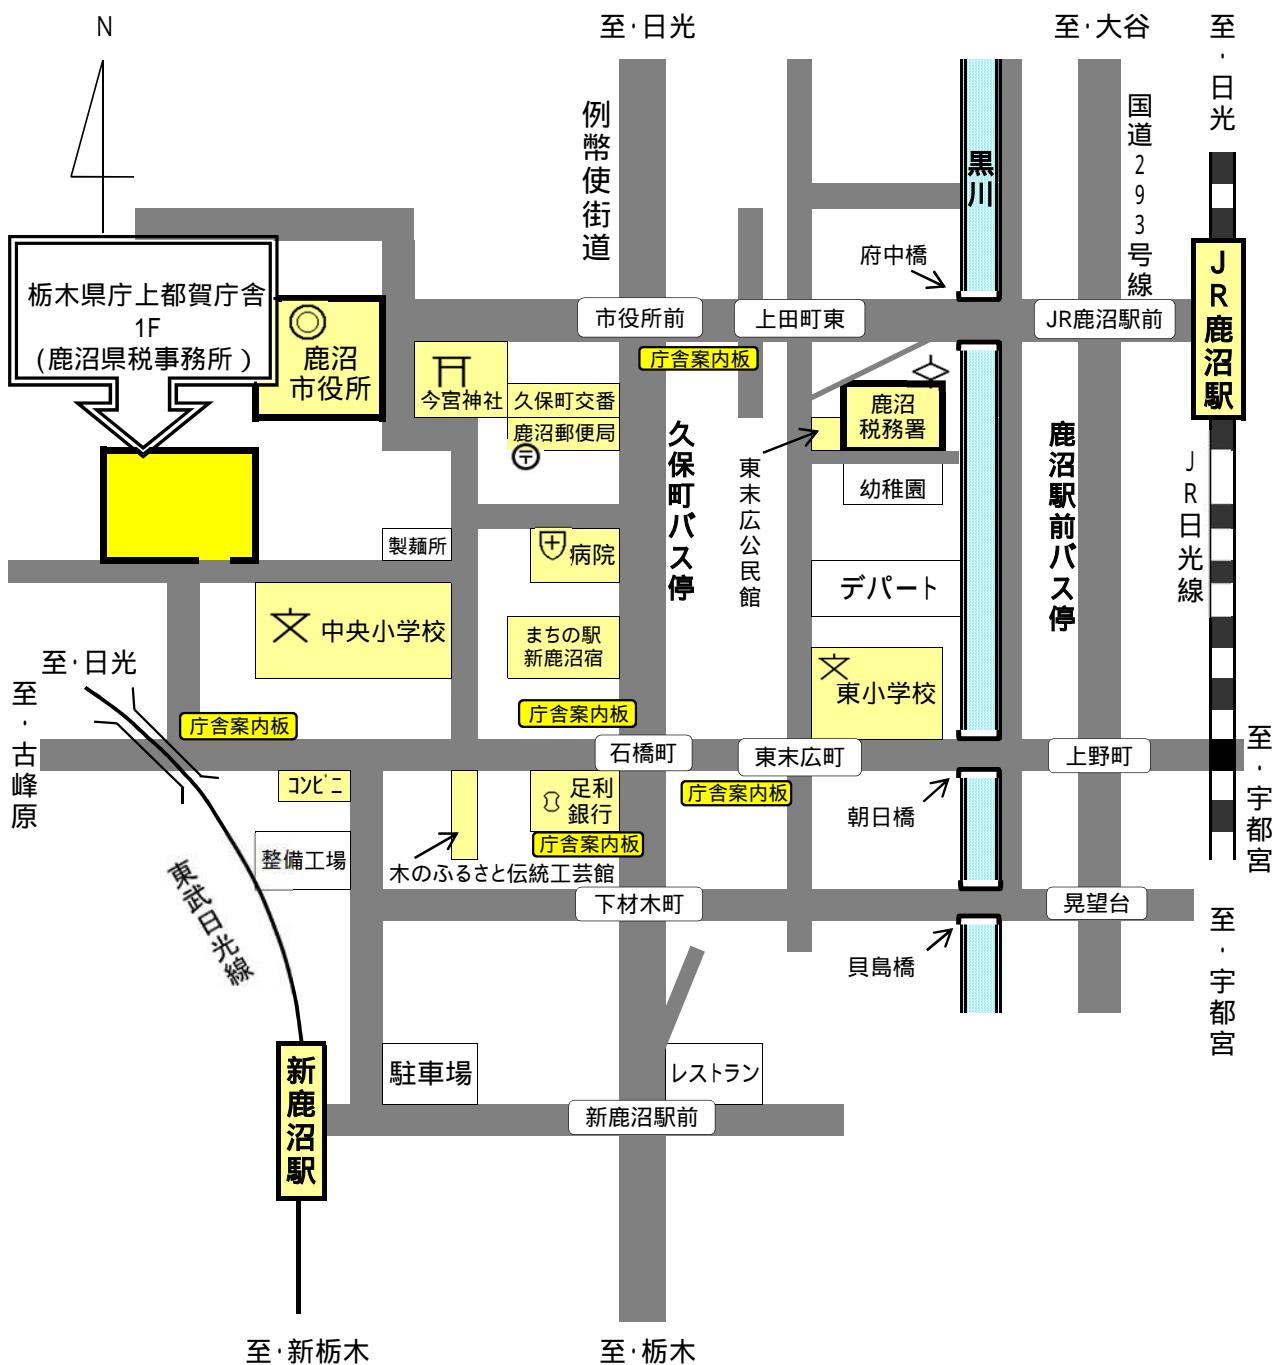 N
至・日光
至・大谷
至・日光
例幣使街道
国道293号線
黒川
府中橋
栃木県庁上都賀庁舎
1F
(鹿沼県税事務所)
鹿沼
市役所
市役所前
上田町東
JR鹿沼駅前
JR鹿沼駅
庁舎案内板
今宮神社
久保町交番
鹿沼郵便局
鹿沼
税務署
久保町バス停
東末広公民館
鹿沼駅前バス停
JR日光線
幼稚園
製麺所
病院
デパート
中央小学校
まちの駅
新鹿沼宿
東小学校
至・日光
至・古峰原
庁舎案内板
庁舎案内板
石橋町
東末広町
上野町
至・宇都宮
コンビニ
足利
銀行
庁舎案内板
朝日橋
庁舎案内板
整備工場
木のふるさと伝統工芸館
東武日光線
下材木町
晃望台
至・宇都宮
貝島橋
新鹿沼駅
駐車場
レストラン
新鹿沼駅前
至・新栃木
至・栃木